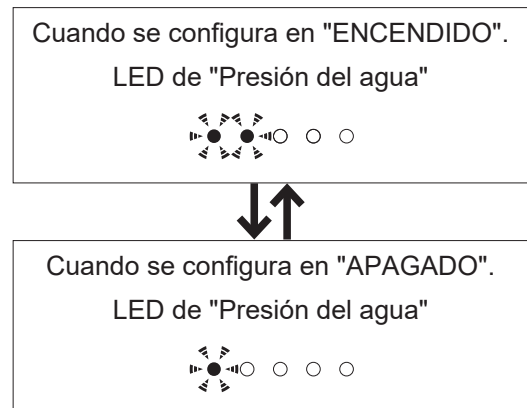 Cuando se configura en "ENCENDIDO".
LED de "Presión del agua"
Cuando se configura en "APAGADO".
LED de "Presión del agua"